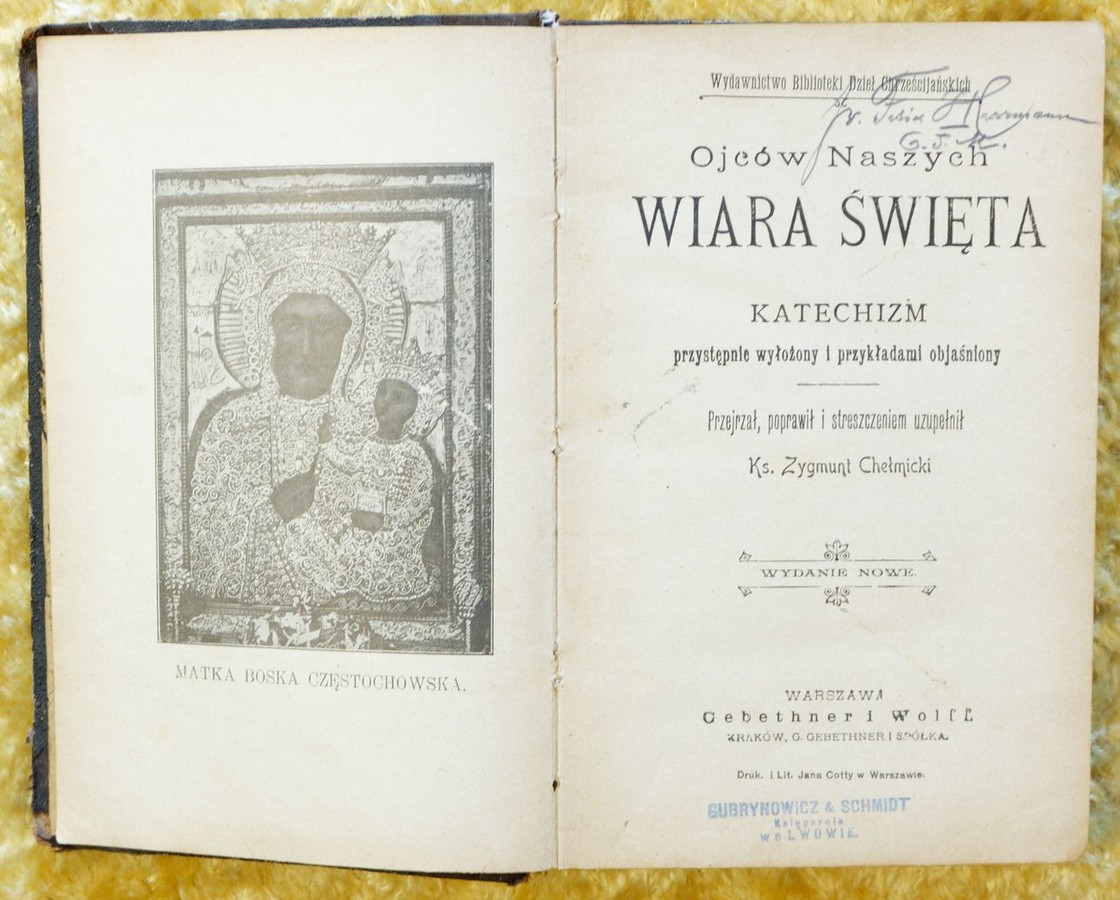 MATKA BOSKA CZĘSTOCHOWSKA.
Wydawnictwo Biblioteki Dzieł Chrześcijańskich
Ojców Naszych
WIARA ŚWIĘTA
KATECHIZM
przystępnie wyłożony i przykładami objaśniony
Przejrzał, poprawił i streszczeniem uzupełnił
Ks. Zygmunt Chełmicki
WYDANIE NOWE.
WARSZAWA
Gebethner i Wolff.
KRAKÓW, G. GEBETHNER I SPÓŁKA.
Druk. i Lit. Jana Cotty w Warszawie.
GUBRYNOWICZ & SCHMIDT
Księgarnia
we LWOWIE.